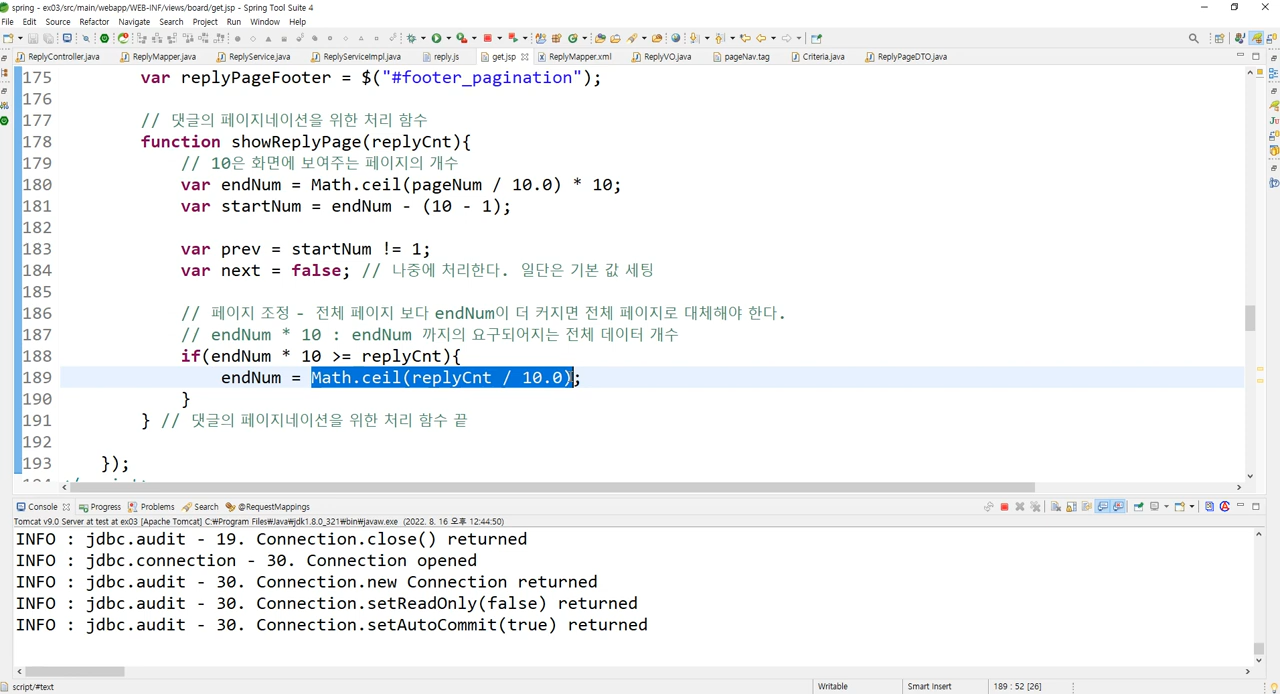 spring - ex03/src/main/webapp/WEB-INF/views/board/get.jsp - Spring Tool Suite 4
File Edit Source Refactor Navigate Search Project Run Window Help
ReplyController.java ReplyMapper.java ReplyService.java ReplyServiceImpl.java reply.js get.jsp ReplyMapper.xml ReplyVO.java pageNav.tag Criteria.java ReplyPageDTO.java
175 var replyPageFooter = $("#footer_pagination");
176
177 // 댓글의 페이지네이션을 위한 처리 함수
178 function showReplyPage(replyCnt){
179 // 10은 화면에 보여주는 페이지의 개수
180 var endNum = Math.ceil(pageNum / 10.0) * 10;
181 var startNum = endNum - (10 - 1);
182
183 var prev = startNum != 1;
184 var next = false; // 나중에 처리한다. 일단은 기본 값 세팅
185
186 // 페이지 조정 - 전체 페이지 보다 endNum이 더 커지면 전체 페이지로 대체해야 한다.
187 // endNum * 10 : endNum 까지의 요구되어지는 전체 데이터 개수
188 if(endNum * 10 >= replyCnt){
189 endNum = Math.ceil(replyCnt / 10.0);
190 }
191 } // 댓글의 페이지네이션을 위한 처리 함수 끝
192
193 });
Console Progress Problems Search @RequestMappings
Tomcat v9.0 Server at test at ex03 [Apache Tomcat] C:₩Program Files₩Java₩jdk1.8.0_321₩bin₩javaw.exe (2022. 8. 16 오후 12:44:50)
INFO : jdbc.audit - 19. Connection.close() returned
INFO : jdbc.connection - 30. Connection opened
INFO : jdbc.audit - 30. Connection.new Connection returned
INFO : jdbc.audit - 30. Connection.setReadOnly(false) returned
INFO : jdbc.audit - 30. Connection.setAutoCommit(true) returned
script/#text Writable Smart Insert 189 : 52 [26]